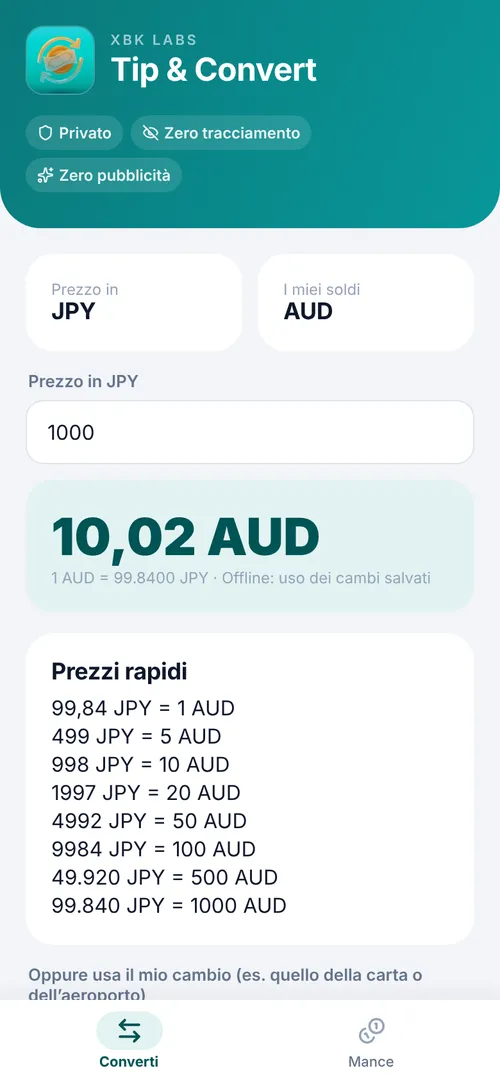 XBK LABS
Tip & Convert
Privato
Zero tracciamento
Zero pubblicità
Prezzo in
JPY
I miei soldi
AUD
Prezzo in JPY
1000
10,02 AUD
1 AUD = 99.8400 JPY · Offline: uso dei cambi salvati
Prezzi rapidi
99,84 JPY = 1 AUD
499 JPY = 5 AUD
998 JPY = 10 AUD
1997 JPY = 20 AUD
4992 JPY = 50 AUD
9984 JPY = 100 AUD
49.920 JPY = 500 AUD
99.840 JPY = 1000 AUD
Oppure usa il mio cambio (es. quello della carta o
dell’aeroporto)
Converti
Mance